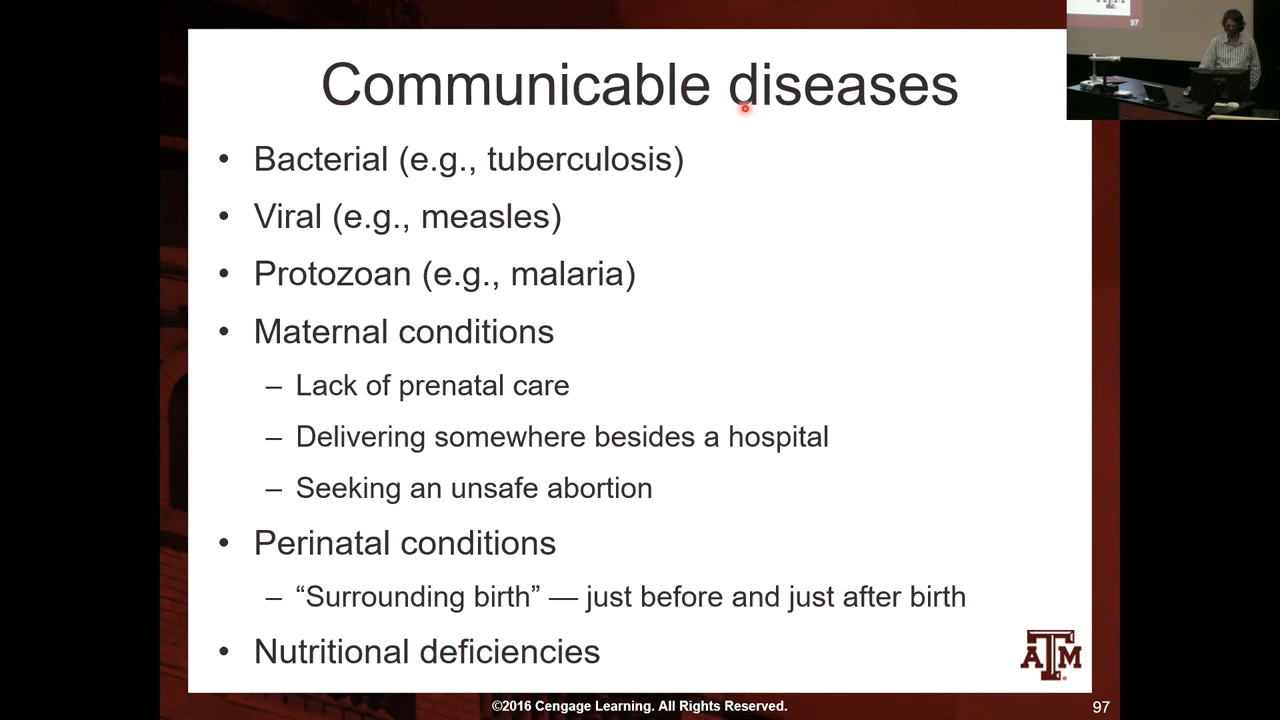 97
Communicable diseases
• Bacterial (e.g., tuberculosis)
• Viral (e.g., measles)
• Protozoan (e.g., malaria)
• Maternal conditions
– Lack of prenatal care
– Delivering somewhere besides a hospital
– Seeking an unsafe abortion
• Perinatal conditions
– “Surrounding birth” — just before and just after birth
• Nutritional deficiencies
ATM
©2016 Cengage Learning. All Rights Reserved.
97